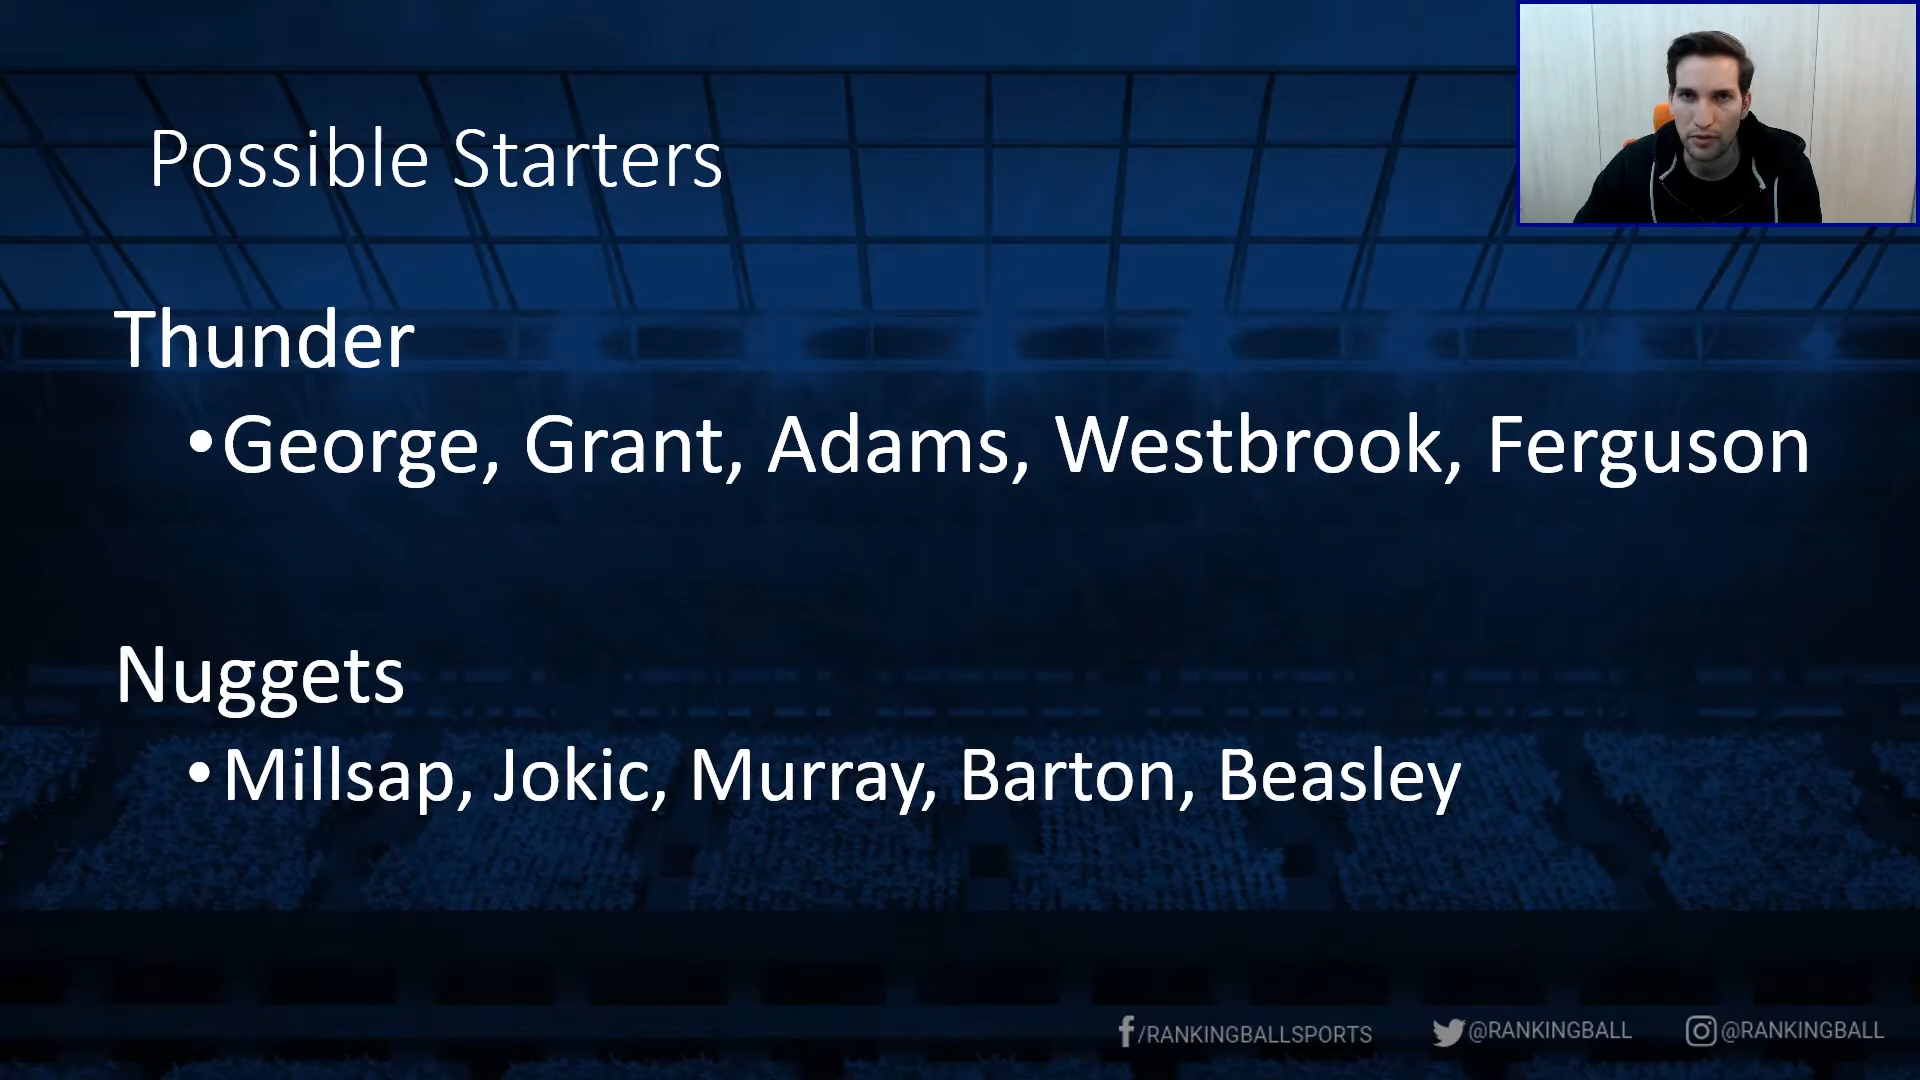 Possible Starters
Thunder
•George, Grant, Adams, Westbrook, Ferguson
Nuggets
•Millsap, Jokic, Murray, Barton, Beasley
/RANKINGBALLSPORTS @RANKINGBALL @RANKINGBALL